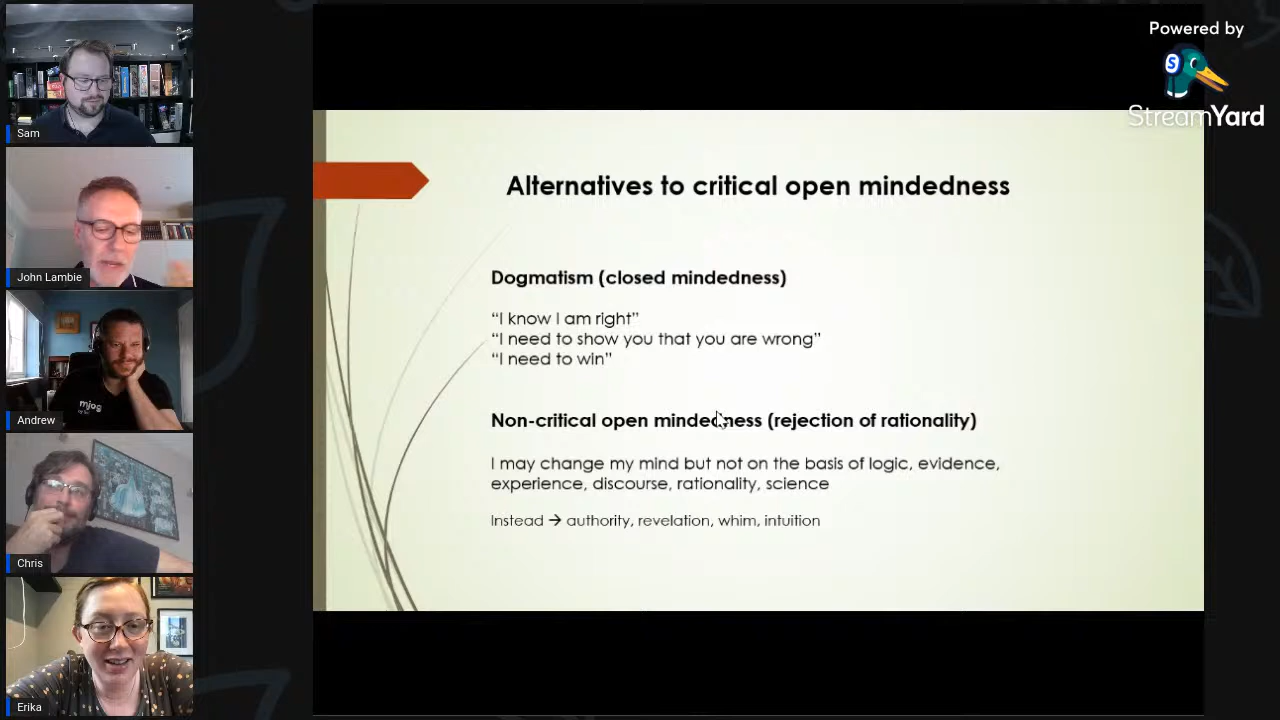 Powered by
S
StreamYard
Sam
John Lambie
Andrew
mjog
Chris
Erika
Alternatives to critical open mindedness
Dogmatism (closed mindedness)
“I know I am right”
“I need to show you that you are wrong”
“I need to win”
Non-critical open mindedness (rejection of rationality)
I may change my mind but not on the basis of logic, evidence,
experience, discourse, rationality, science
Instead → authority, revelation, whim, intuition